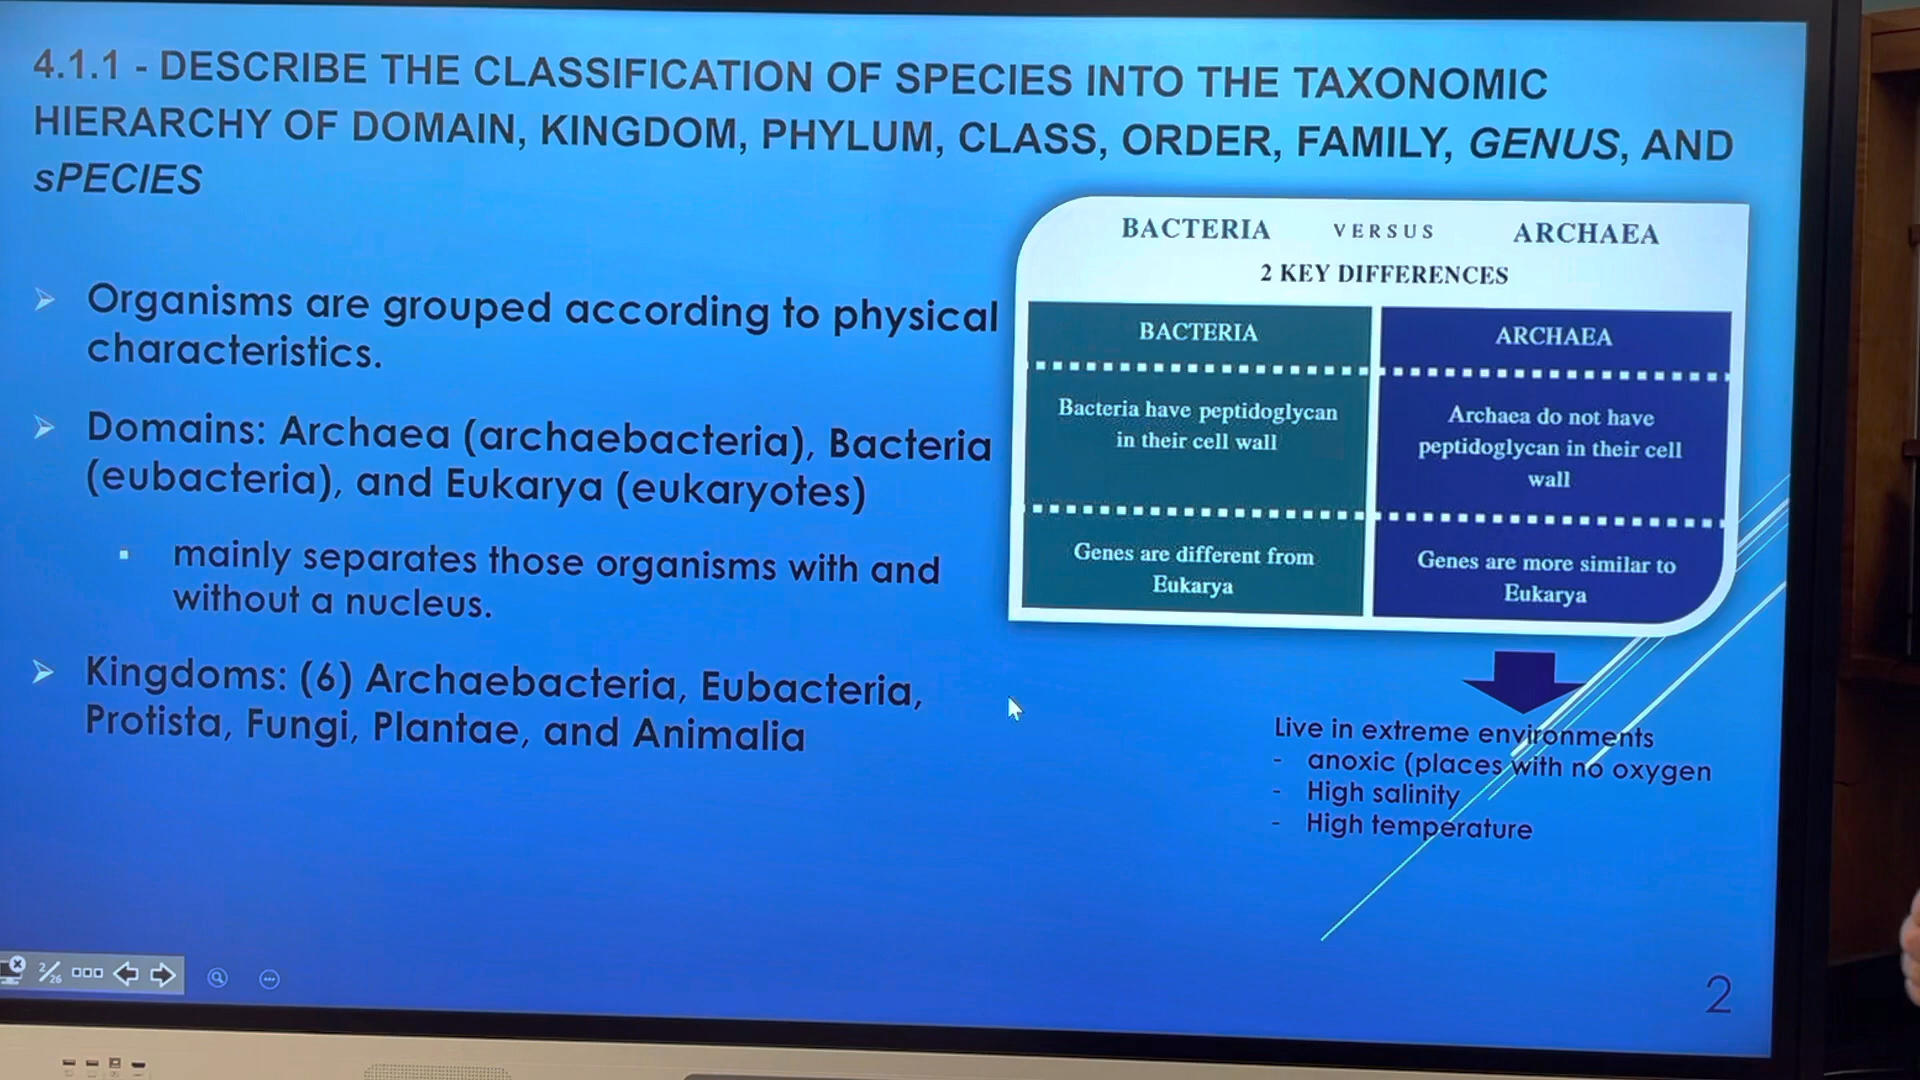 4.1.1 - DESCRIBE THE CLASSIFICATION OF SPECIES INTO THE TAXONOMIC
HIERARCHY OF DOMAIN, KINGDOM, PHYLUM, CLASS, ORDER, FAMILY, GENUS, AND
sPECIES
Organisms are grouped according to physical
characteristics.
Domains: Archaea (archaebacteria), Bacteria
(eubacteria), and Eukarya (eukaryotes)
mainly separates those organisms with and
without a nucleus.
Kingdoms: (6) Archaebacteria, Eubacteria,
Protista, Fungi, Plantae, and Animalia
BACTERIA VERSUS ARCHAEA
2 KEY DIFFERENCES
BACTERIA
Bacteria have peptidoglycan
in their cell wall
Genes are different from
Eukarya
ARCHAEA
Archaea do not have
peptidoglycan in their cell
wall
Genes are more similar to
Eukarya
Live in extreme environments
- anoxic (places with no oxygen
- High salinity
- High temperature
2/26
2